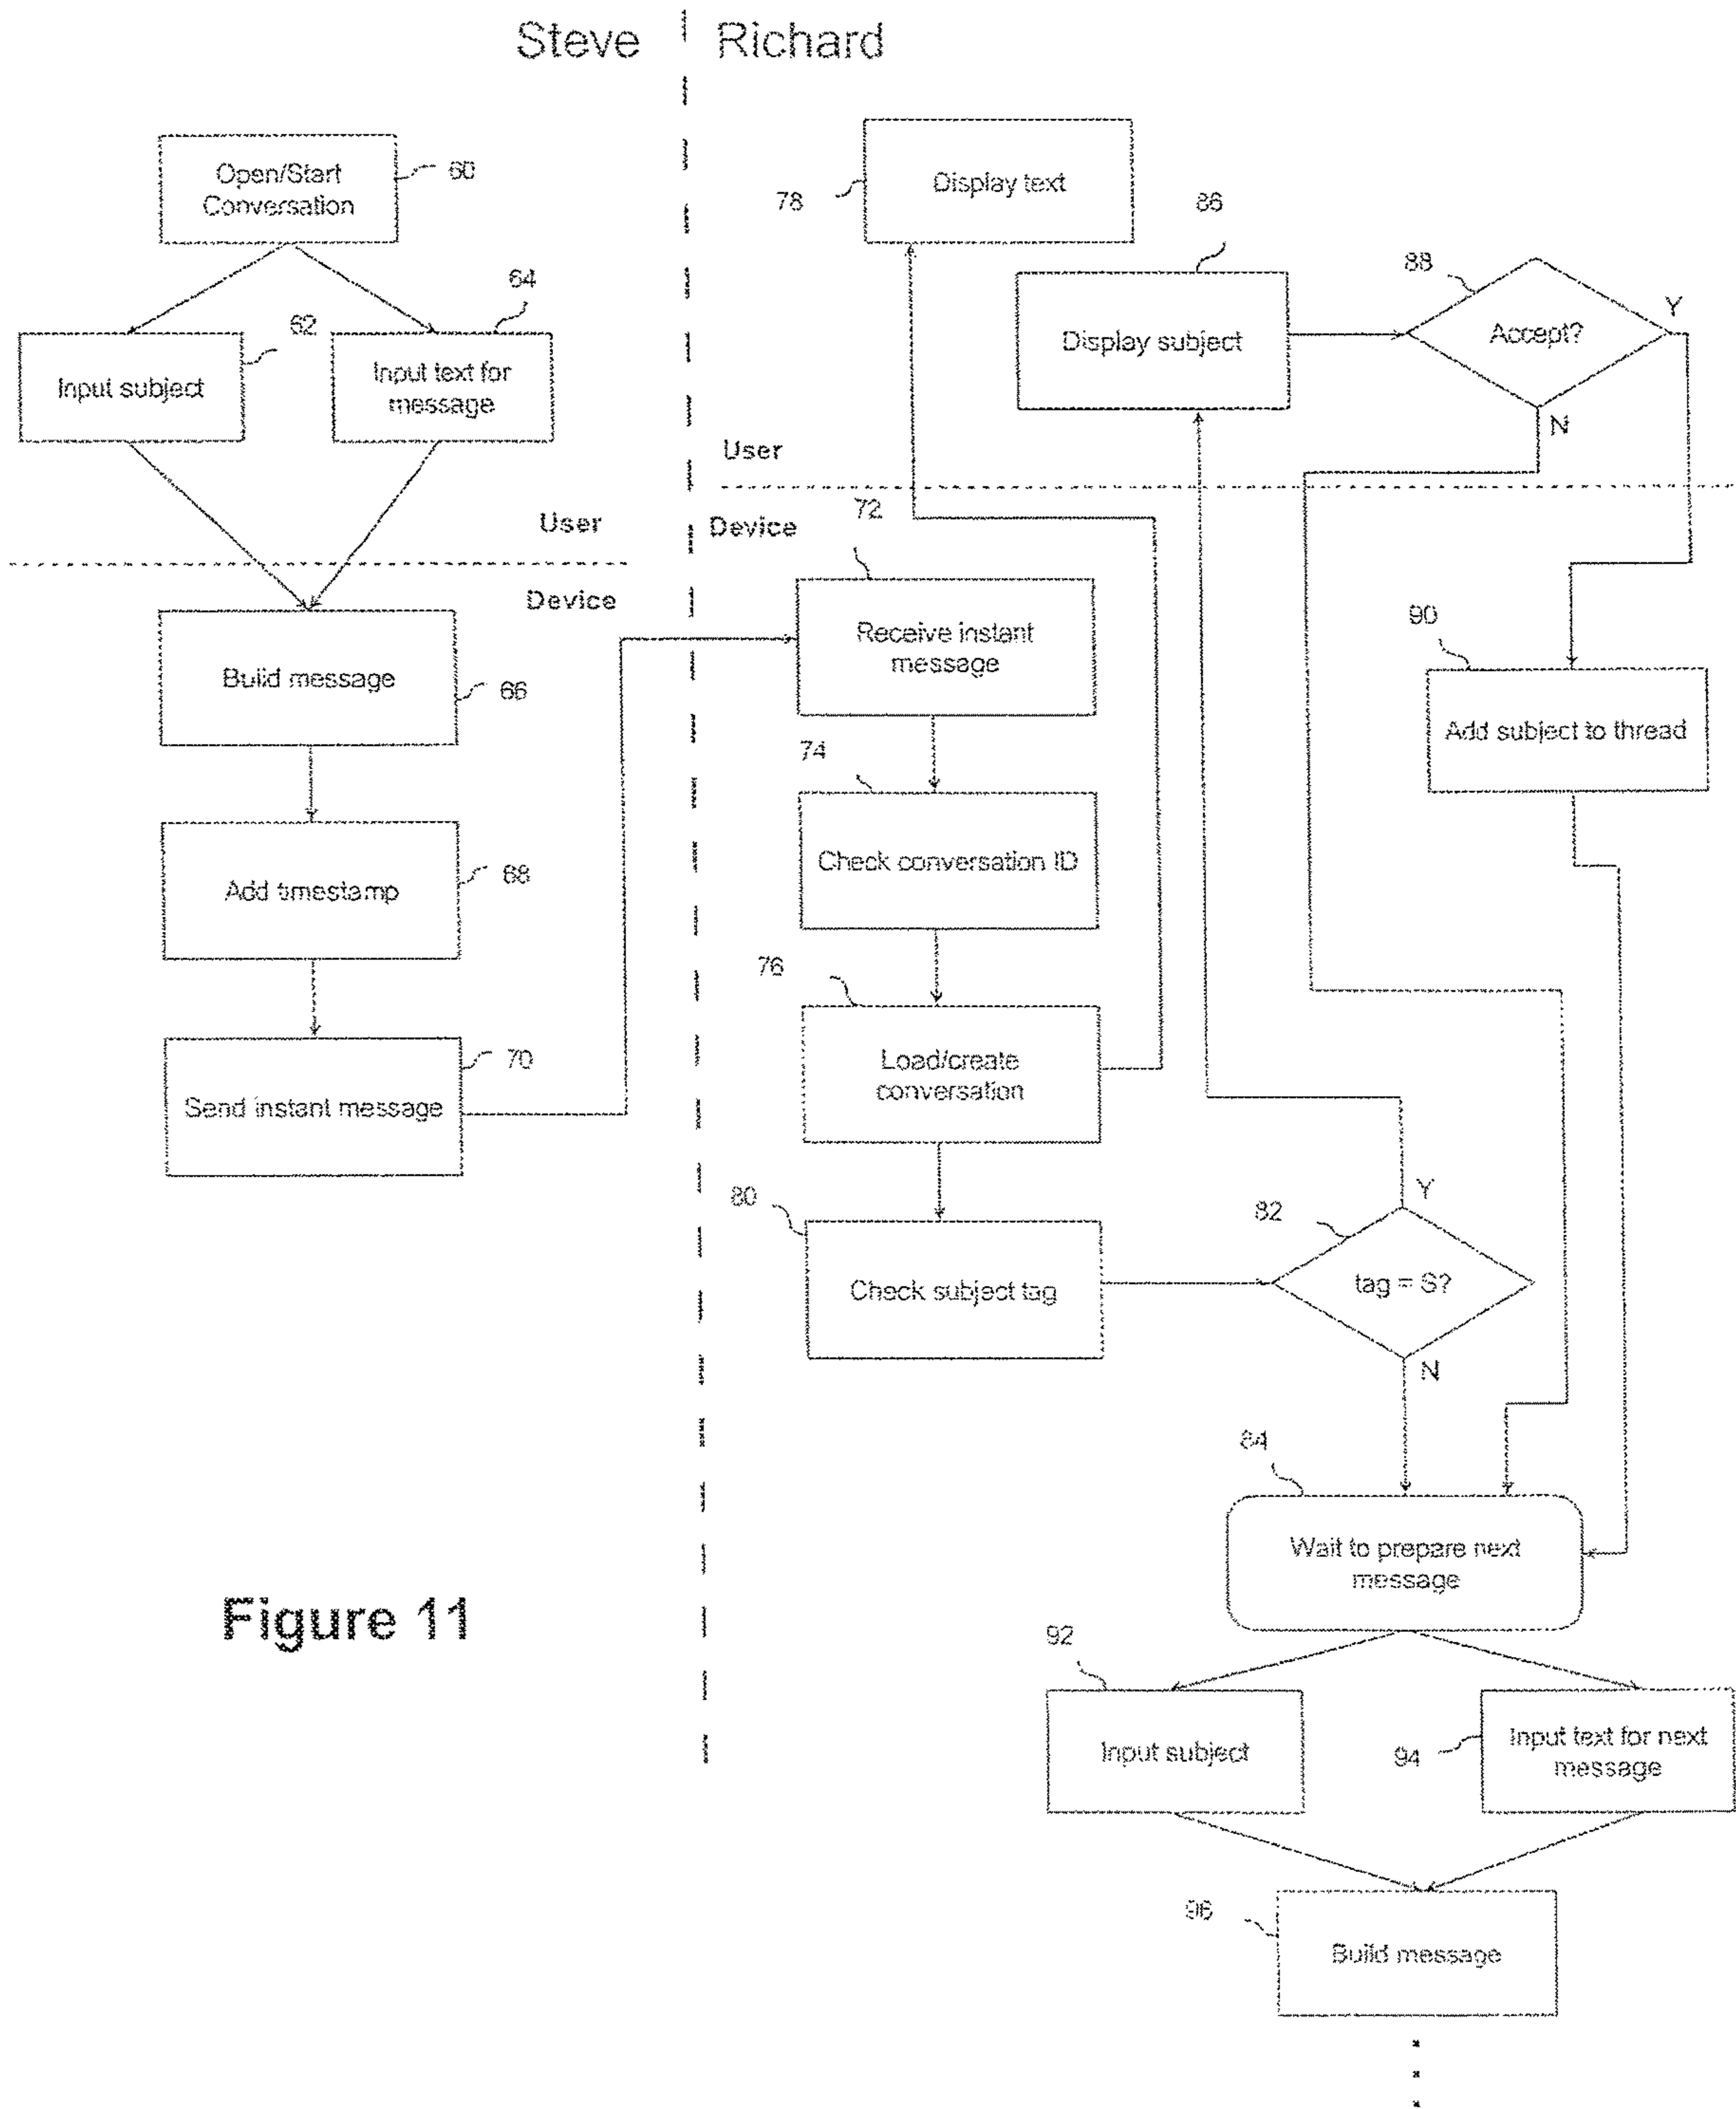 Steve
Richard
Open/Start
Conversation
60
62
64
Input subject
Input text for
message
User
Device
Build message
66
Add timestamp
68
Send instant message
70
78
Display text
86
Display subject
88
Accept?
Y
N
User
Device
72
Receive instant
message
74
Check conversation ID
76
Load/create
conversation
80
Check subject tag
82
tag = S?
Y
N
90
Add subject to thread
84
Wait to prepare next
message
92
Input subject
94
Input text for next
message
96
Build message
Figure 11